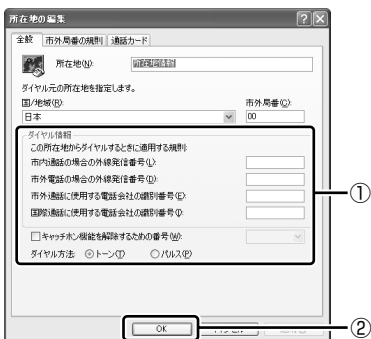 所在地の編集
全般 市外局番の規則 通話カード
所在地(N): 所在地情報
ダイヤル元の所在地を指定します。
国/地域(R): 市外局番(C):
日本 00
ダイヤル情報
この所在地からダイヤルするときに適用する規則:
市内通話の場合の外線発信番号(L):
市外電話の場合の外線発信番号(D):
市外通話に使用する電話会社の識別番号(E):
国際通話に使用する電話会社の識別番号(I):
①
キャッチホン機能を解除するための番号(W):
ダイヤル方法: トーン(T) パルス(P)
OK
②